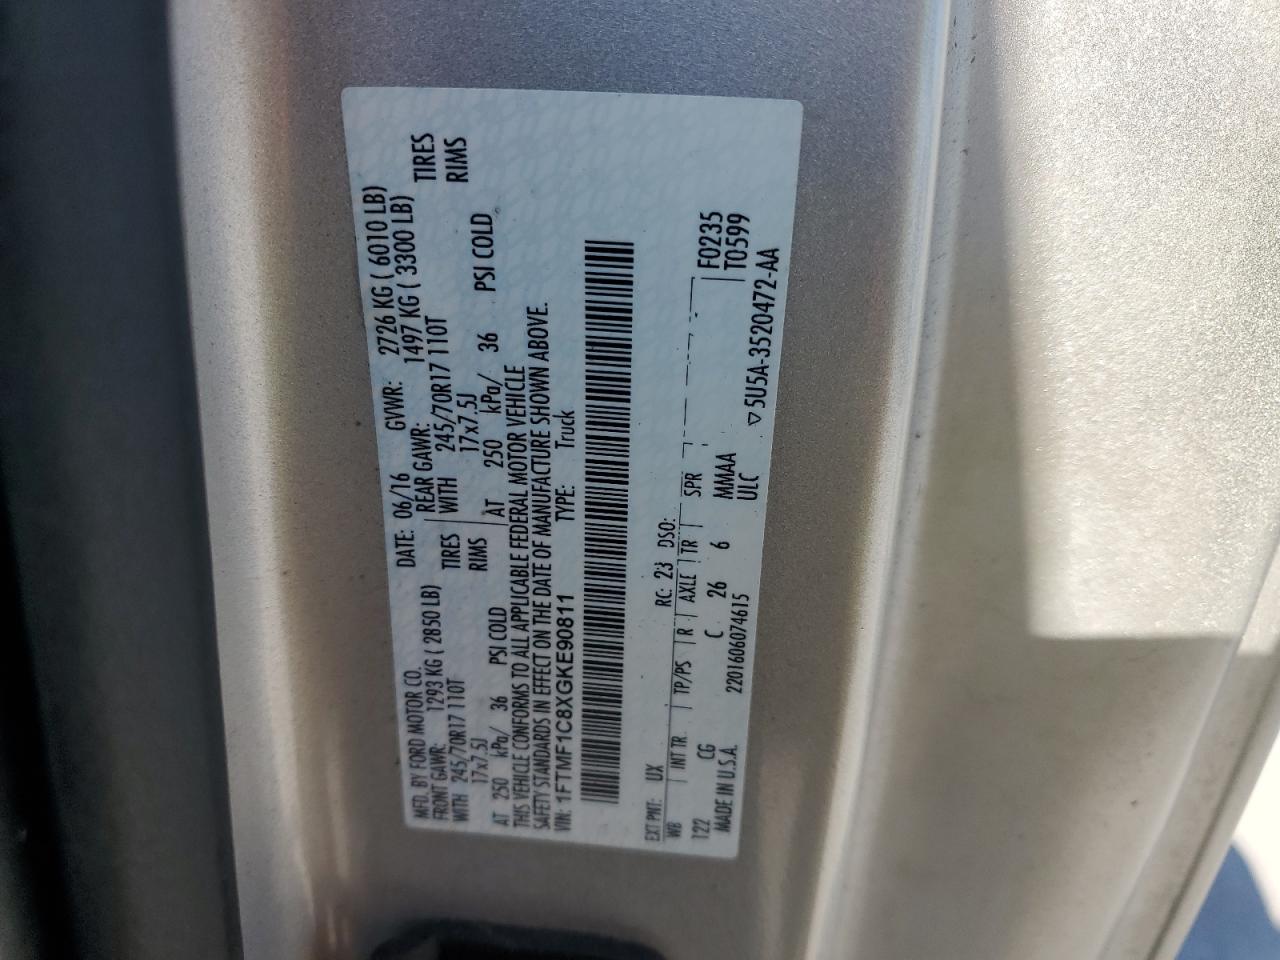 MFD. BY FORD MOTOR CO. DATE: 06/16 GVWR: 2726 KG ( 6010 LB)
FRONT GAWR: 1293 KG ( 2850 LB) REAR GAWR: 1497 KG ( 3300 LB)
WITH 245/70R17 110T TIRES WITH 245/70R17 110T TIRES
17x7.5J RIMS 17x7.5J RIMS
AT 250 kPa/ 36 PSI COLD AT 250 kPa/ 36 PSI COLD
THIS VEHICLE CONFORMS TO ALL APPLICABLE FEDERAL MOTOR VEHICLE
SAFETY STANDARDS IN EFFECT ON THE DATE OF MANUFACTURE SHOWN ABOVE.
VIN: 1FTMF1C8XGKE90811 TYPE: Truck
EXT PNT: UX RC: 23 DSO:
WB INT TR. TP/PS R AXLE TR SPR F0235
122 CG C 26 6 MMAA T0599
MADE IN U.S.A. 2201606074615 ULC ▽5U5A-3520472-AA